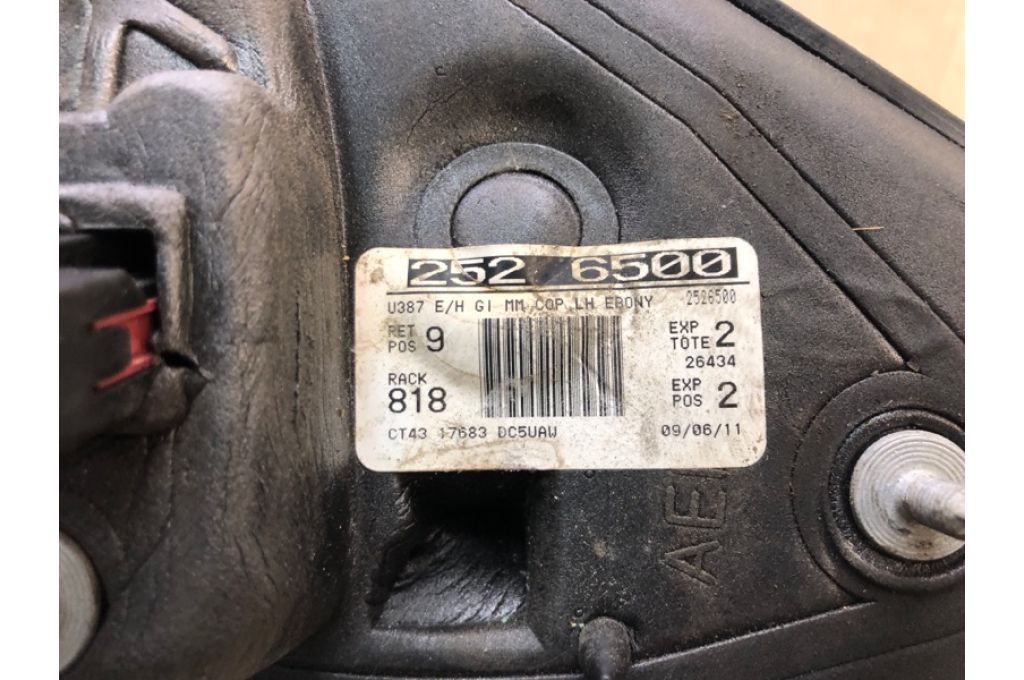 252 6500
U387 E/H GI MM COP LH EBONY 2526500
RET POS 9
EXP TOTE 2
26434
RACK 818
EXP POS 2
CT43 17683 DC5UAW
09/06/11